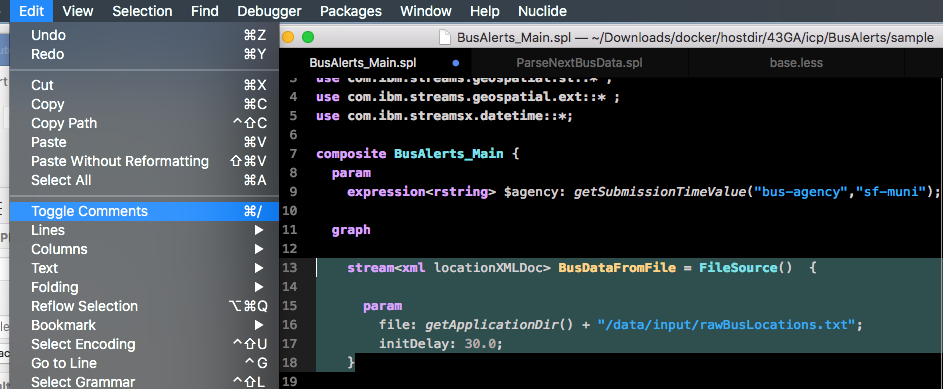 Edit View Selection Find Debugger Packages Window Help Nuclide
Undo ⌘Z
Redo ⌘Y
Cut ⌘X
Copy ⌘C
Copy Path ^⇧C
Paste ⌘V
Paste Without Reformatting ⇧⌘V
Select All ⌘A
Toggle Comments ⌘/
Lines ▶
Columns ▶
Text ▶
Folding ▶
Reflow Selection ⌥⌘Q
Bookmark ▶
Select Encoding ^⇧U
Go to Line ^G
Select Grammar ^⇧L
BusAlerts_Main.spl — ~/Downloads/docker/hostdir/43GA/icp/BusAlerts/sample
BusAlerts_Main.spl ParseNextBusData.spl base.less
3 use com.ibm.streams.geospatial.st::* ;
4 use com.ibm.streams.geospatial.ext::* ;
5 use com.ibm.streamsx.datetime::*;
6
7 composite BusAlerts_Main {
8 param
9 expression<rstring> $agency: getSubmissionTimeValue("bus-agency","sf-muni");
10
11 graph
12
13 stream<xml locationXMLDoc> BusDataFromFile = FileSource() {
14
15 param
16 file: getApplicationDir() + "/data/input/rawBusLocations.txt";
17 initDelay: 30.0;
18 }
19